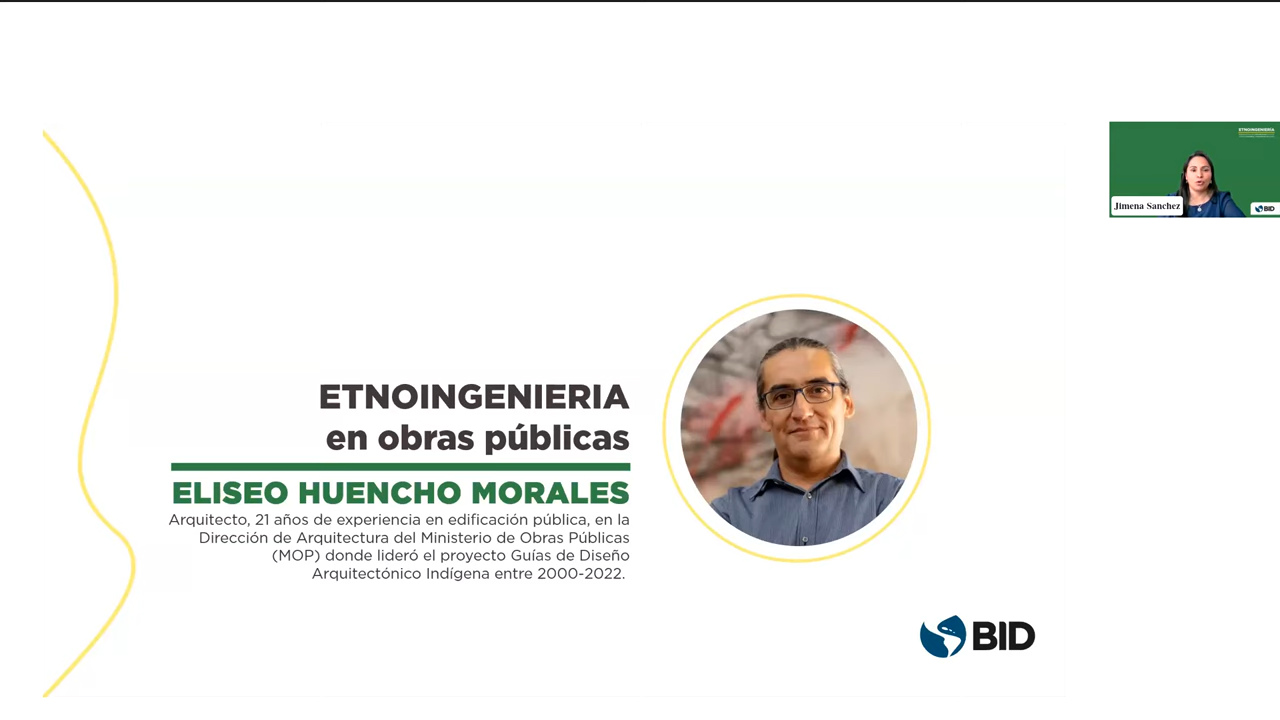 ETNOINGENIERIA
en obras públicas
ELISEO HUENCHO MORALES
Arquitecto, 21 años de experiencia en edificación pública, en la
Dirección de Arquitectura del Ministerio de Obras Públicas
(MOP) donde lideró el proyecto Guías de Diseño
Arquitectónico Indígena entre 2000-2022.
BID
ETNOINGENIERIA
Jimena Sanchez
BID